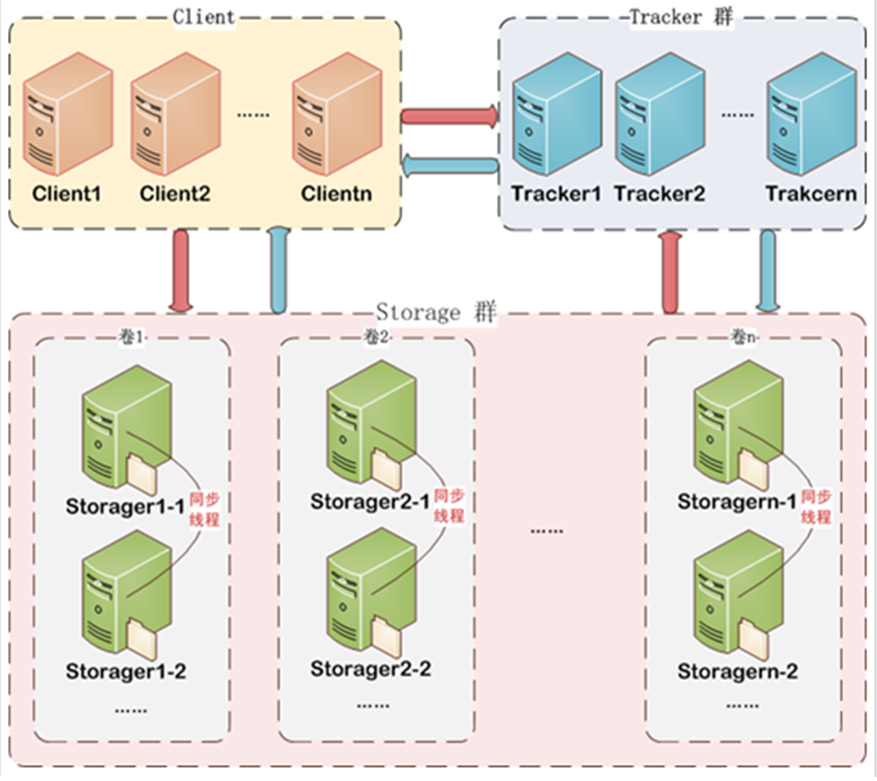 Client
Tracker 群
……
……
Client1
Client2
Clientn
Tracker1
Tracker2
Trakcern
Storage 群
卷1
卷2
卷n
Storager1-1
同步
线程
Storager2-1
同步
线程
Storagern-1
同步
线程
……
Storager1-2
Storager2-2
Storagern-2
……
……
……